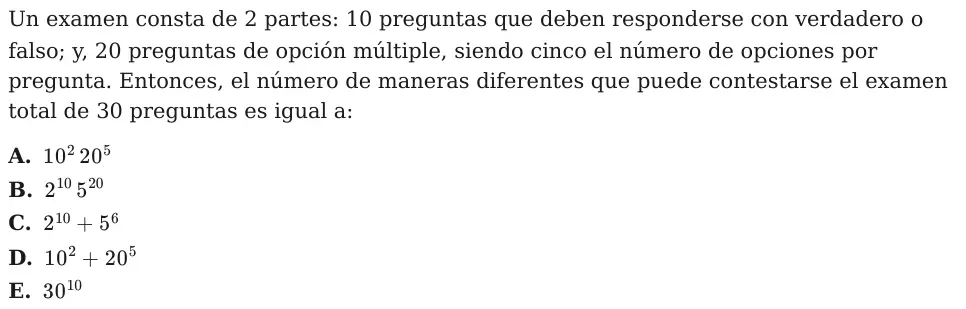 Un examen consta de 2 partes: 10 preguntas que deben responderse con verdadero o
falso; y, 20 preguntas de opción múltiple, siendo cinco el número de opciones por
pregunta. Entonces, el número de maneras diferentes que puede contestarse el examen
total de 30 preguntas es igual a:
A. 10² 20⁵
B. 2¹⁰ 5²⁰
C. 2¹⁰ + 5⁶
D. 10² + 20⁵
E. 30¹⁰